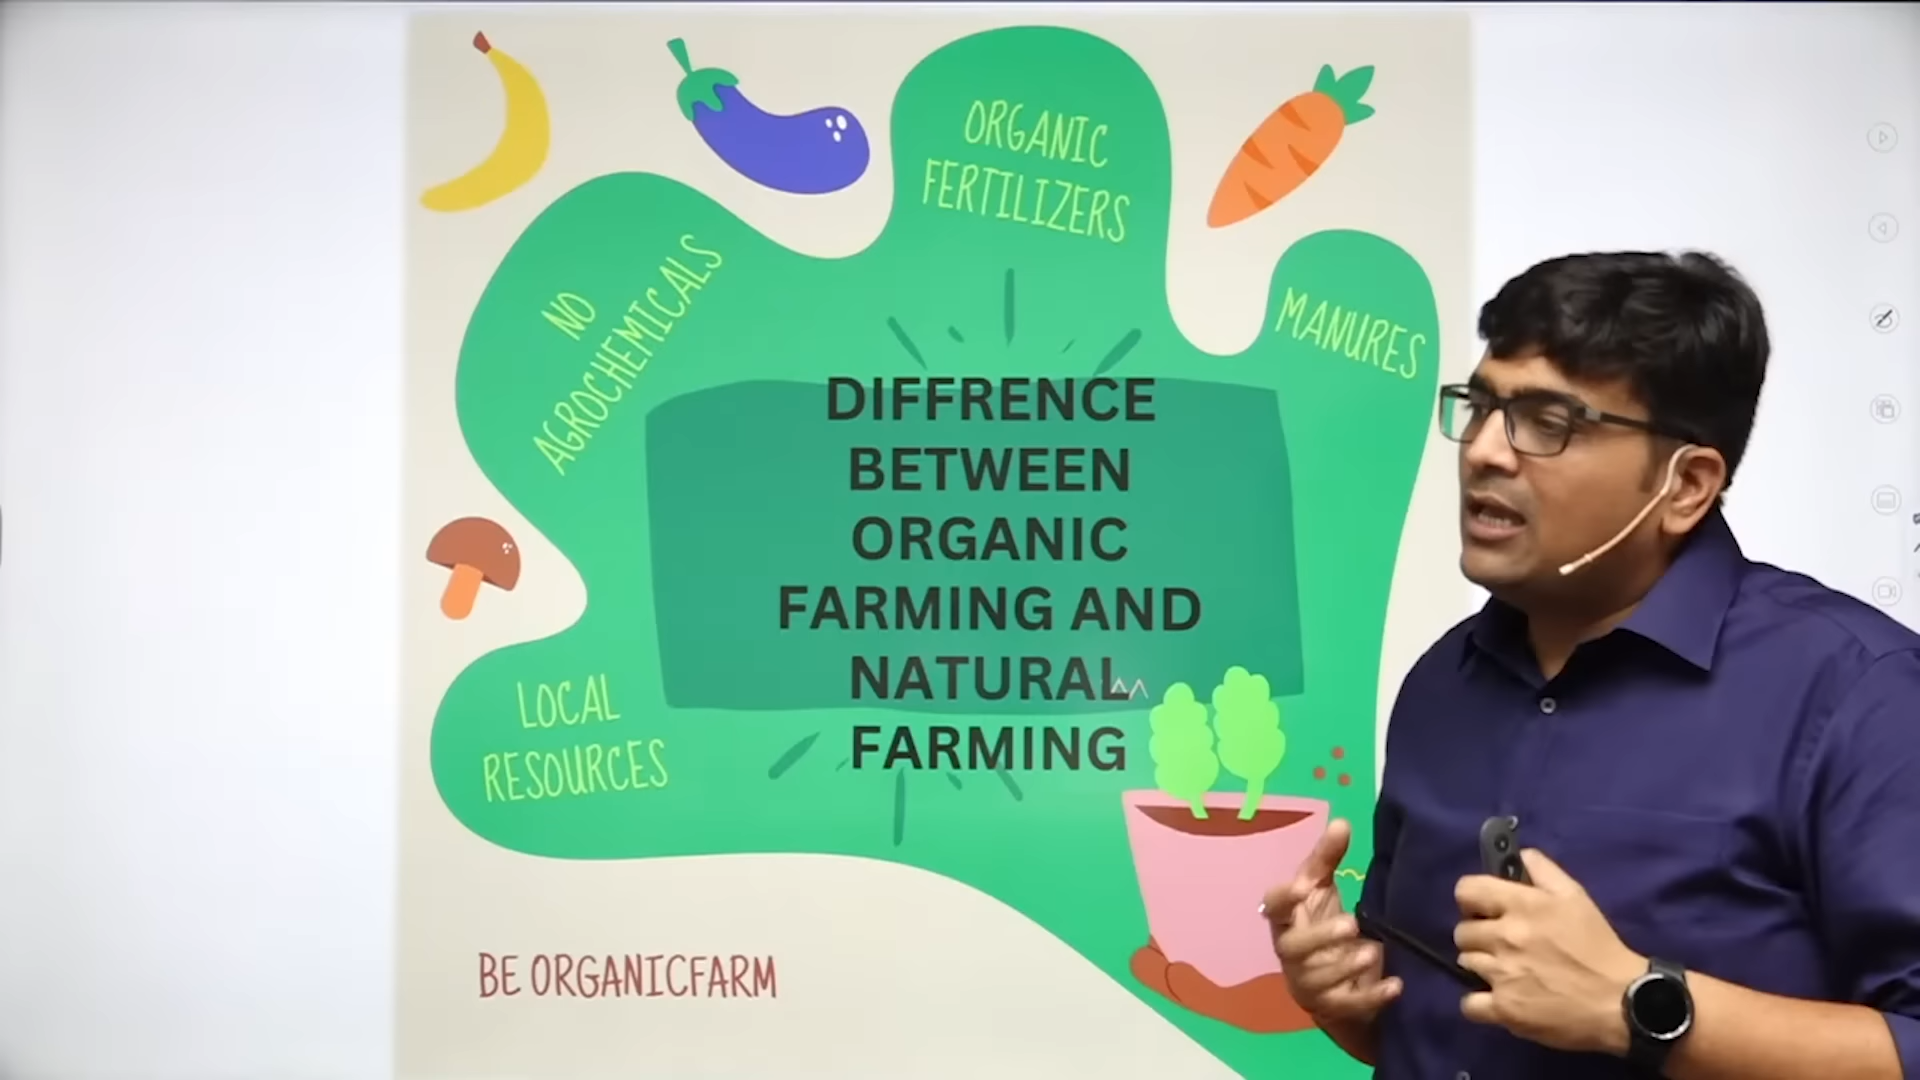 ORGANIC
FERTILIZERS
NO
AGROCHEMICALS
MANURES
DIFFRENCE
BETWEEN
ORGANIC
FARMING AND
NATURAL
FARMING
LOCAL
RESOURCES
BE ORGANICFARM